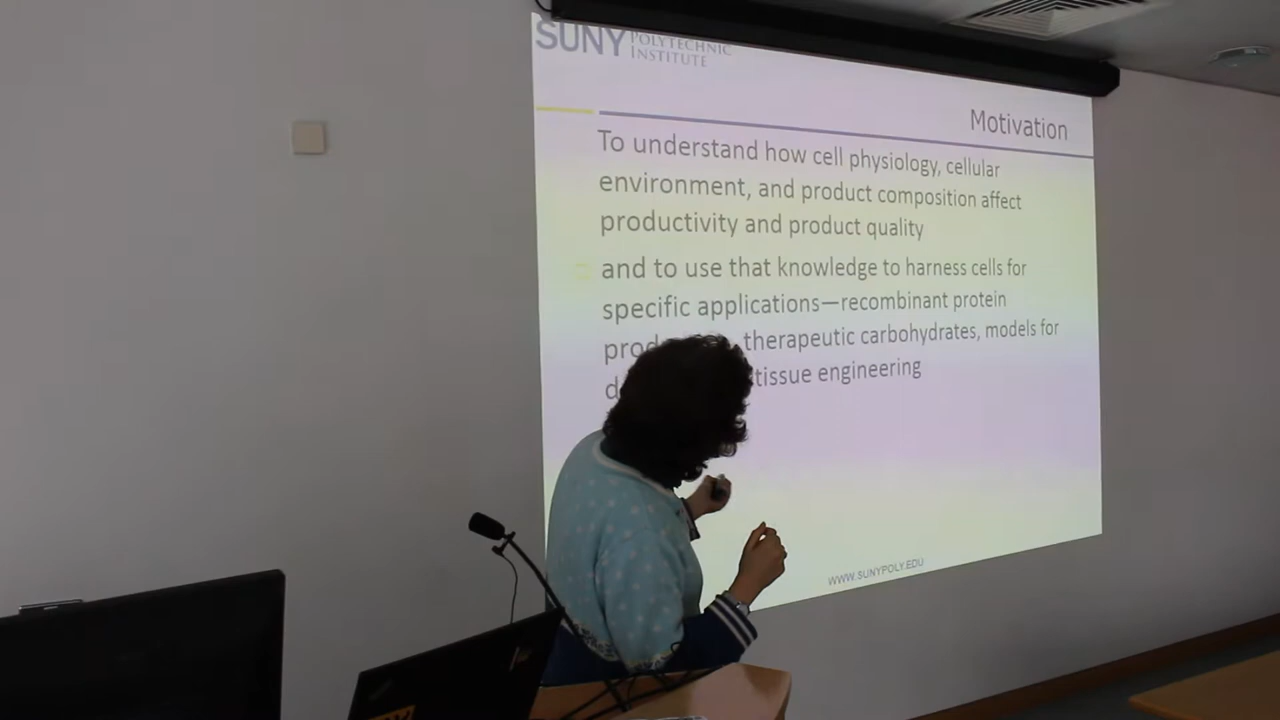 SUNY POLYTECHNIC
INSTITUTE
Motivation
To understand how cell physiology, cellular
environment, and product composition affect
productivity and product quality
and to use that knowledge to harness cells for
specific applications—recombinant protein
therapeutic carbohydrates, models for
tissue engineering
WWW.SUNYPOLY.EDU